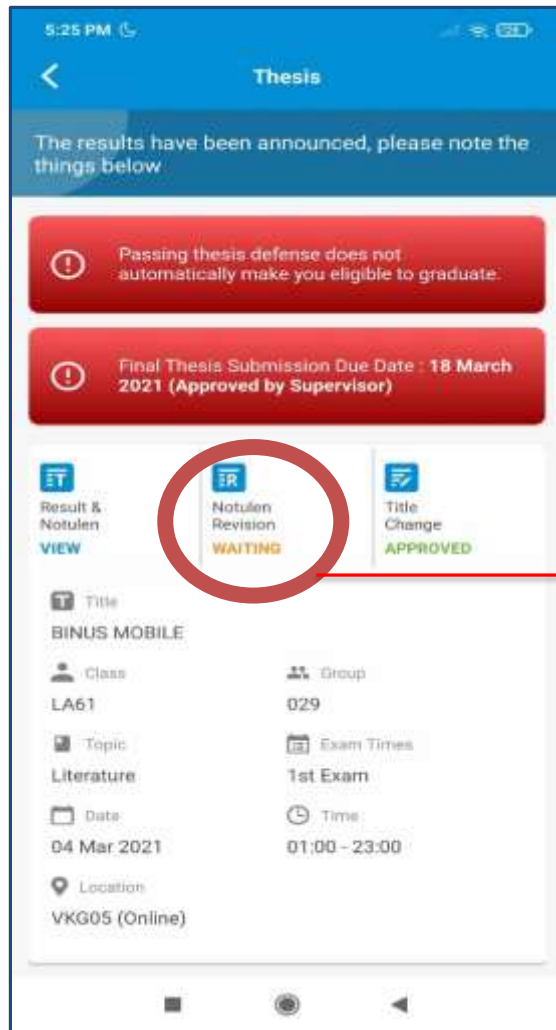 5:25 PM
Thesis
The results have been announced, please note the
things below
Passing thesis defense does not
automatically make you eligible to graduate.
Final Thesis Submission Due Date : 18 March
2021 (Approved by Supervisor)
Result &
Notulen
VIEW
Notulen
Revision
WAITING
Title
Change
APPROVED
Title
BINUS MOBILE
Class
LA61
Group
029
Topic
Literature
Exam Times
1st Exam
Date
04 Mar 2021
Time
01:00 - 23:00
Location
VKG05 (Online)